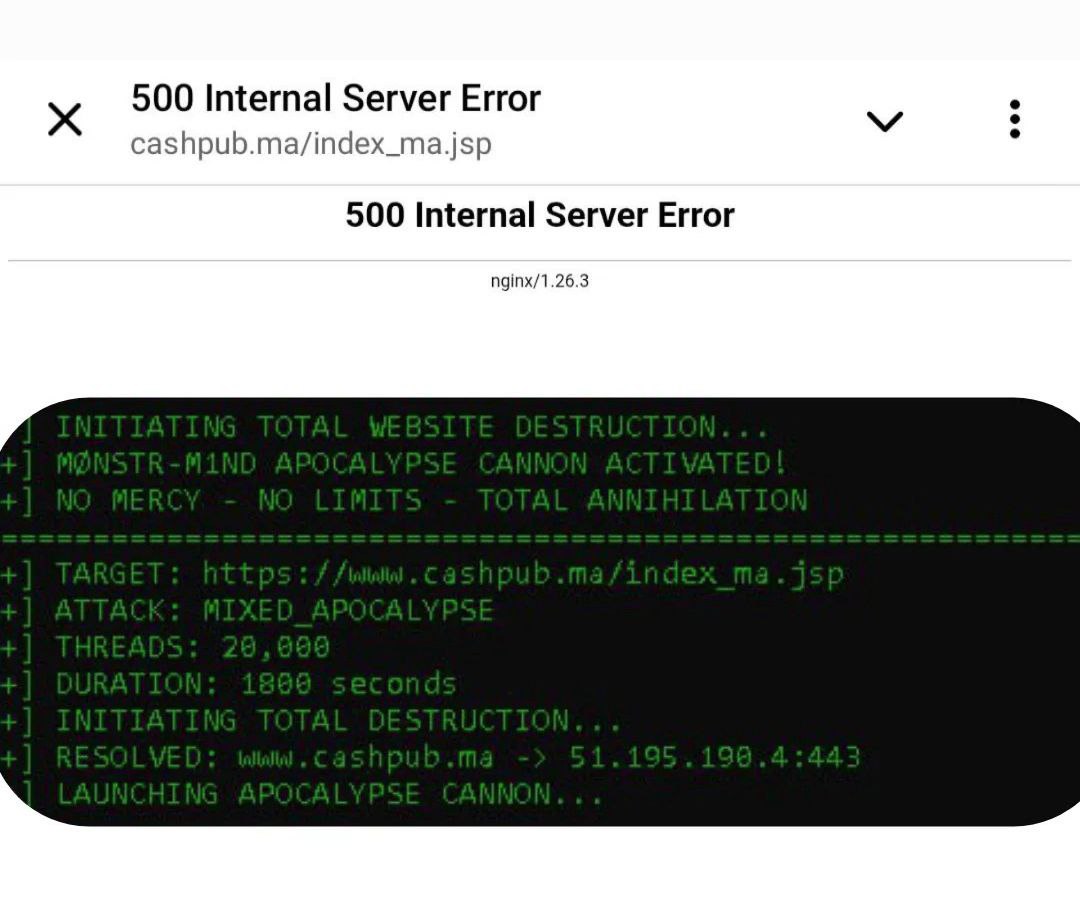 500 Internal Server Error
cashpub.ma/index_ma.jsp
500 Internal Server Error
nginx/1.26.3
] INITIATING TOTAL WEBSITE DESTRUCTION...
+] MØNSTR-M1ND APOCALYPSE CANNON ACTIVATED!
+] NO MERCY - NO LIMITS - TOTAL ANNIHILATION
============================================================
+] TARGET: https://www.cashpub.ma/index_ma.jsp
+] ATTACK: MIXED_APOCALYPSE
+] THREADS: 20,000
+] DURATION: 1800 seconds
+] INITIATING TOTAL DESTRUCTION...
+] RESOLVED: www.cashpub.ma -> 51.195.190.4:443
] LAUNCHING APOCALYPSE CANNON...